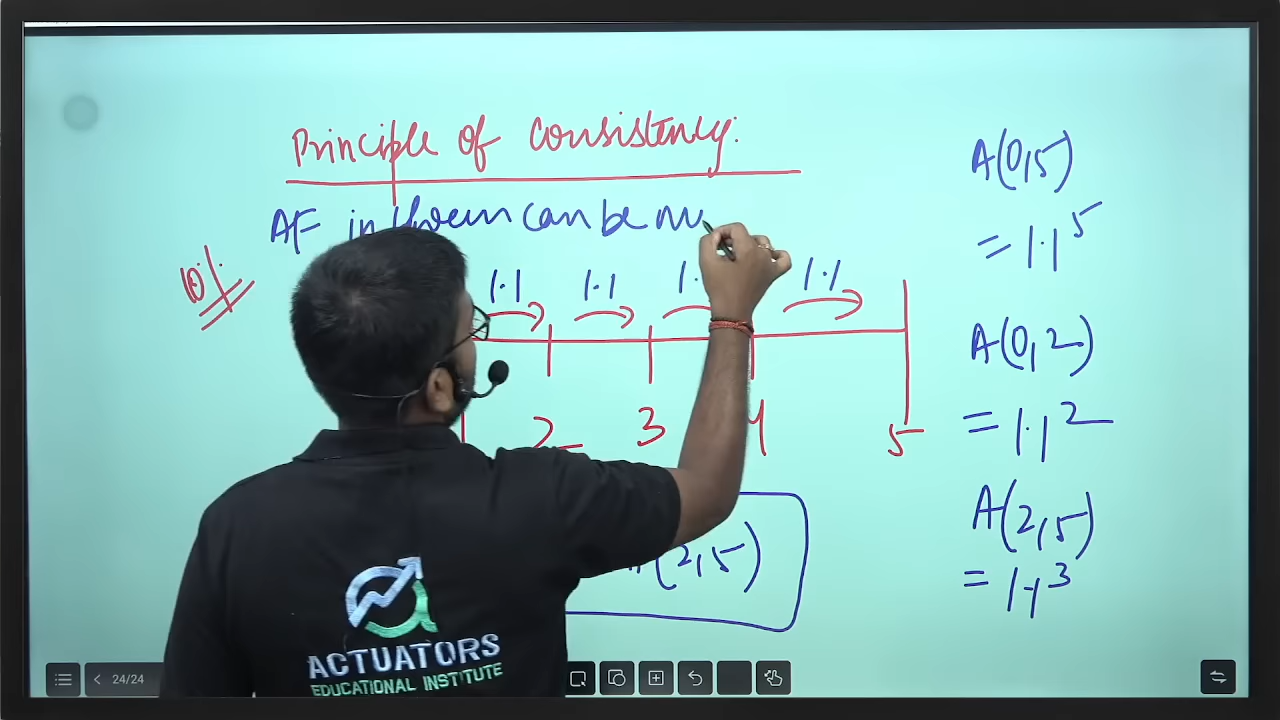 Principle of consistency.
AF in can be
10%
1.1 1.1 1. 1.1
2 3 4 5
(2,5)
A(0,5)
= 1.1^5
A(0,2)
= 1.1^2
A(2,5)
= 1.1^3
ACTUATORS
EDUCATIONAL INSTITUTE
24/24